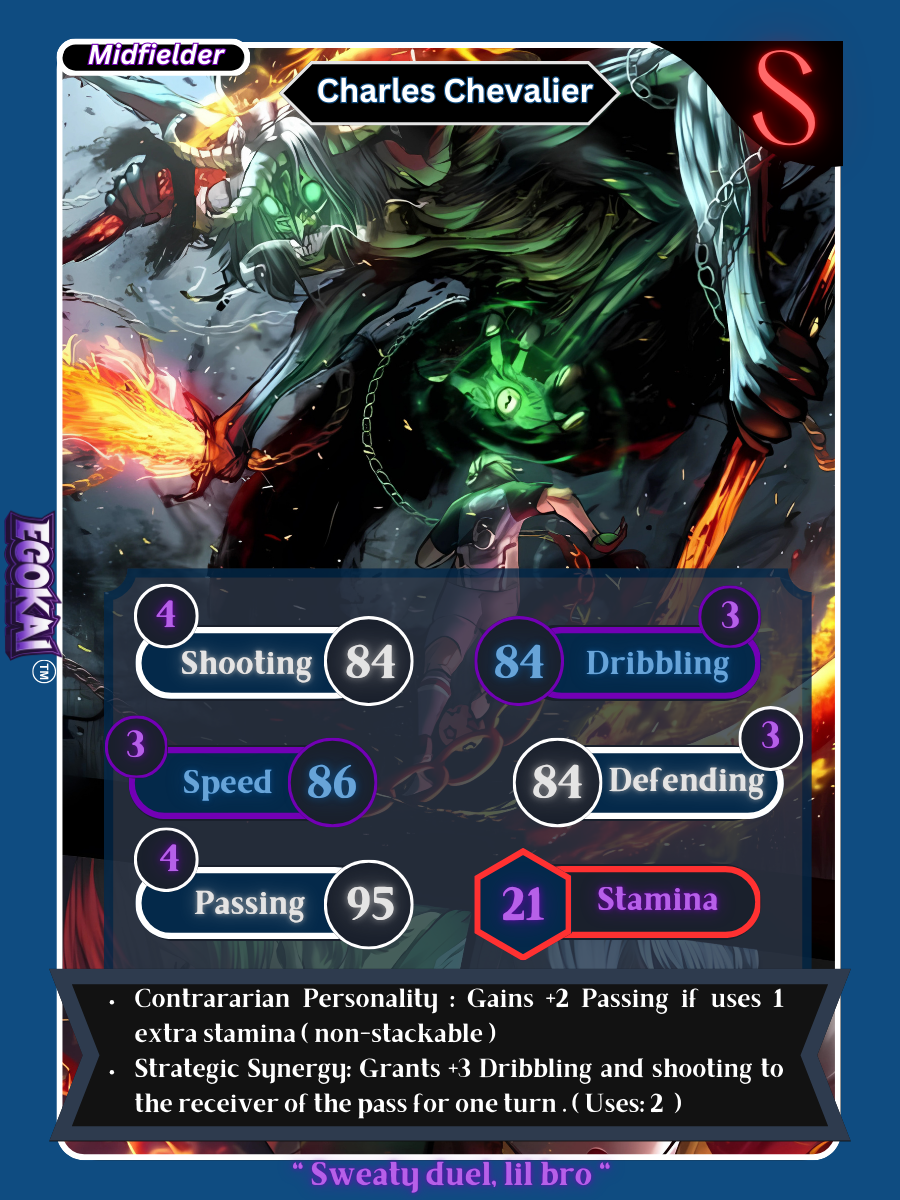 Midfielder
Charles Chevalier
S
EGOKAI
TM
4
Shooting 84
3
84 Dribbling
3
Speed 86
3
84 Defending
4
Passing 95
21 Stamina
• Contrararian Personality : Gains +2 Passing if uses 1
extra stamina ( non-stackable )
• Strategic Synergy: Grants +3 Dribbling and shooting to
the receiver of the pass for one turn . ( Uses: 2 )
“ Sweaty duel, lil bro “